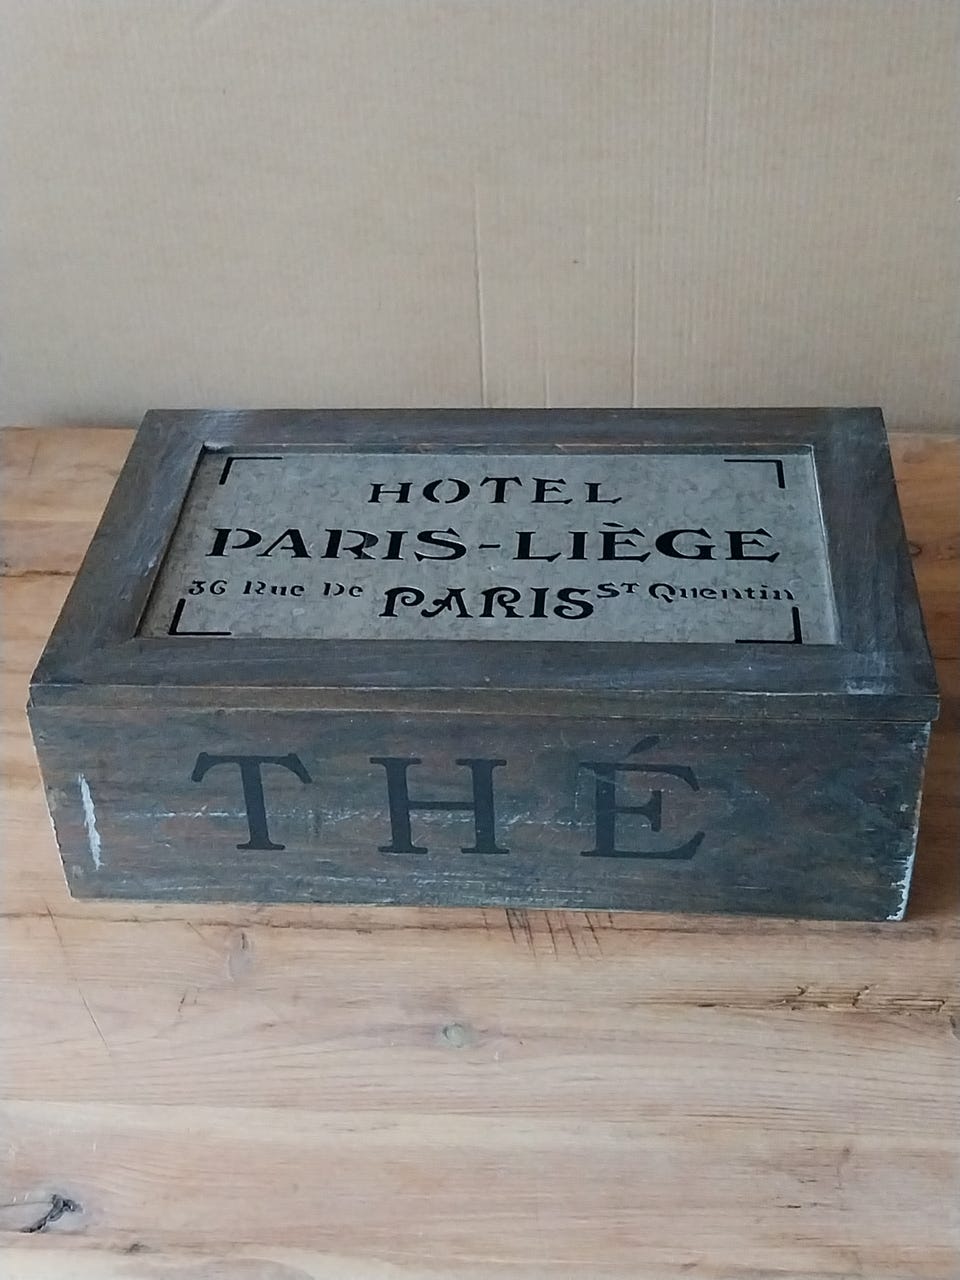 HOTEL
PARIS-LIÈGE
36 Rue De PARIS ST Quentin
THÉ